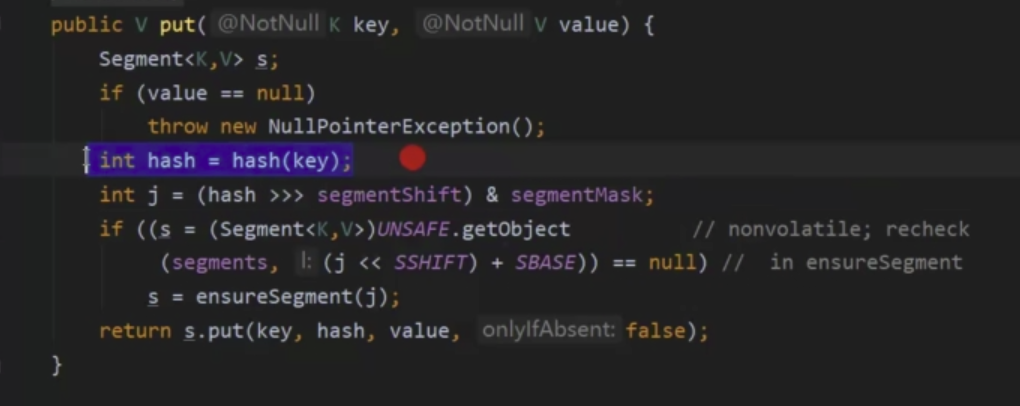 public V put( @NotNull K key, @NotNull V value) {
Segment<K,V> s;
if (value == null)
throw new NullPointerException();
int hash = hash(key);
int j = (hash >>> segmentShift) & segmentMask;
if ((s = (Segment<K,V>)UNSAFE.getObject // nonvolatile; recheck
(segments, l: (j << SSHIFT) + SBASE)) == null) // in ensureSegment
s = ensureSegment(j);
return s.put(key, hash, value, onlyIfAbsent: false);
}